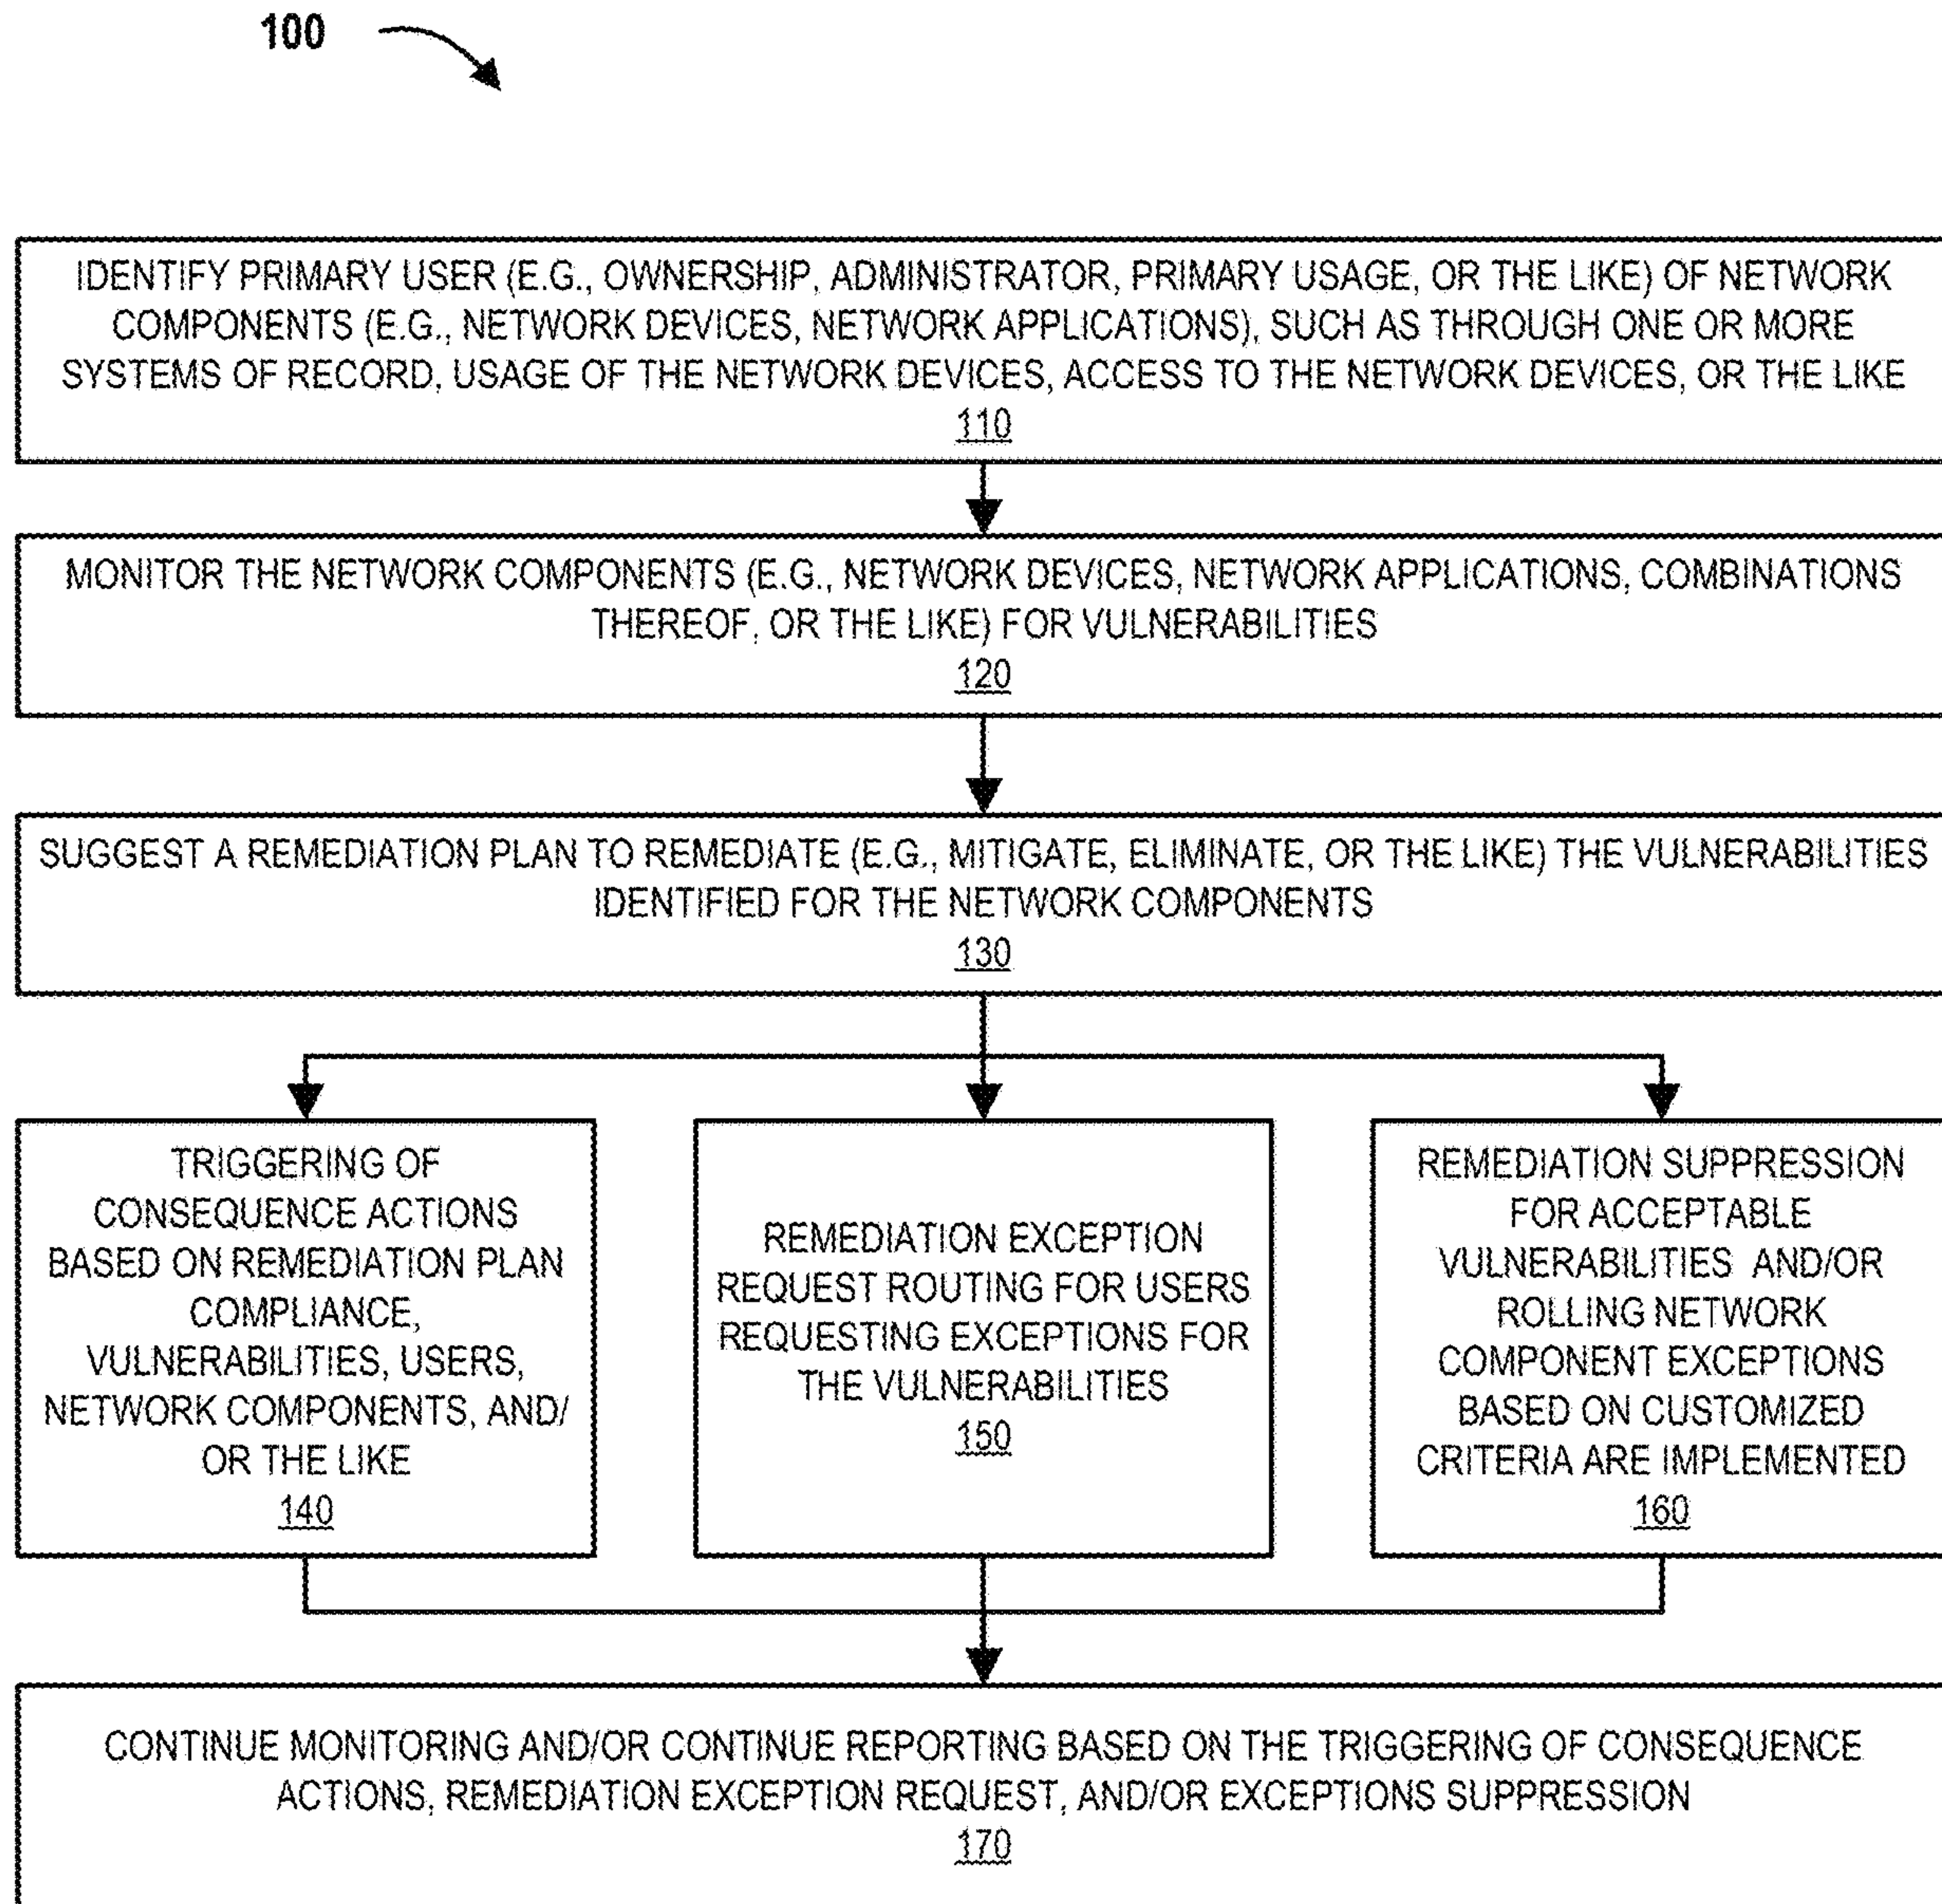 100
IDENTIFY PRIMARY USER (E.G., OWNERSHIP, ADMINISTRATOR, PRIMARY USAGE, OR THE LIKE) OF NETWORK
COMPONENTS (E.G., NETWORK DEVICES, NETWORK APPLICATIONS), SUCH AS THROUGH ONE OR MORE
SYSTEMS OF RECORD, USAGE OF THE NETWORK DEVICES, ACCESS TO THE NETWORK DEVICES, OR THE LIKE
110
MONITOR THE NETWORK COMPONENTS (E.G., NETWORK DEVICES, NETWORK APPLICATIONS, COMBINATIONS
THEREOF, OR THE LIKE) FOR VULNERABILITIES
120
SUGGEST A REMEDIATION PLAN TO REMEDIATE (E.G., MITIGATE, ELIMINATE, OR THE LIKE) THE VULNERABILITIES
IDENTIFIED FOR THE NETWORK COMPONENTS
130
TRIGGERING OF
CONSEQUENCE ACTIONS
BASED ON REMEDIATION PLAN
COMPLIANCE,
VULNERABILITIES, USERS,
NETWORK COMPONENTS, AND/
OR THE LIKE
140
REMEDIATION EXCEPTION
REQUEST ROUTING FOR USERS
REQUESTING EXCEPTIONS FOR
THE VULNERABILITIES
150
REMEDIATION SUPPRESSION
FOR ACCEPTABLE
VULNERABILITIES AND/OR
ROLLING NETWORK
COMPONENT EXCEPTIONS
BASED ON CUSTOMIZED
CRITERIA ARE IMPLEMENTED
160
CONTINUE MONITORING AND/OR CONTINUE REPORTING BASED ON THE TRIGGERING OF CONSEQUENCE
ACTIONS, REMEDIATION EXCEPTION REQUEST, AND/OR EXCEPTIONS SUPPRESSION
170